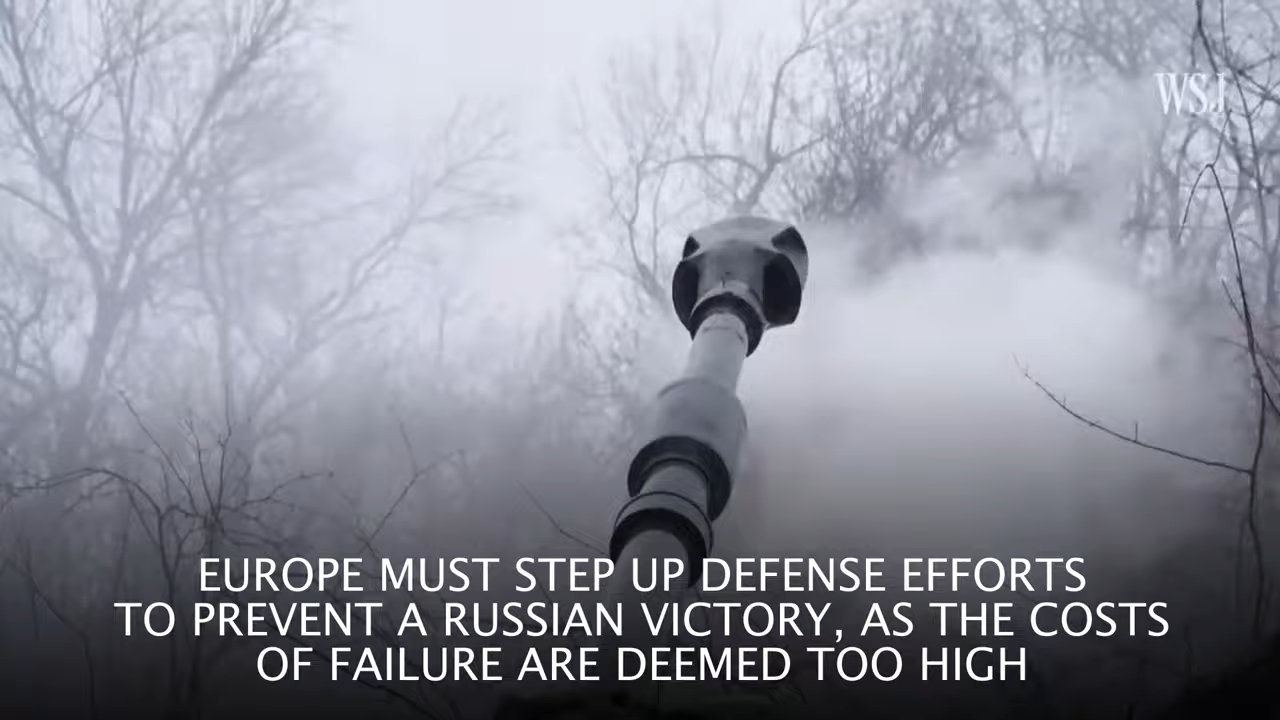 WSJ
EUROPE MUST STEP UP DEFENSE EFFORTS
TO PREVENT A RUSSIAN VICTORY, AS THE COSTS
OF FAILURE ARE DEEMED TOO HIGH